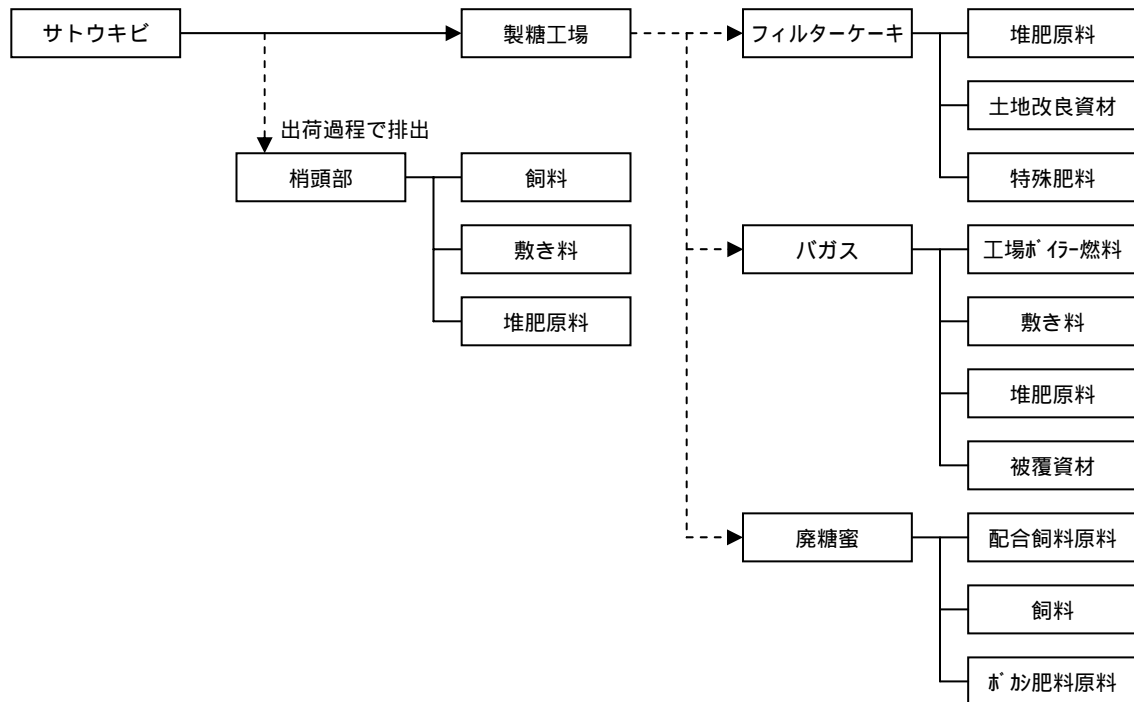 サトウキビ
製糖工場
フィルターケーキ
堆肥原料
土地改良資材
特殊肥料
出荷過程で排出
梢頭部
飼料
敷き料
堆肥原料
バガス
工場ﾎﾞｲﾗｰ燃料
敷き料
堆肥原料
被覆資材
廃糖蜜
配合飼料原料
飼料
ﾎﾞｶｼ肥料原料